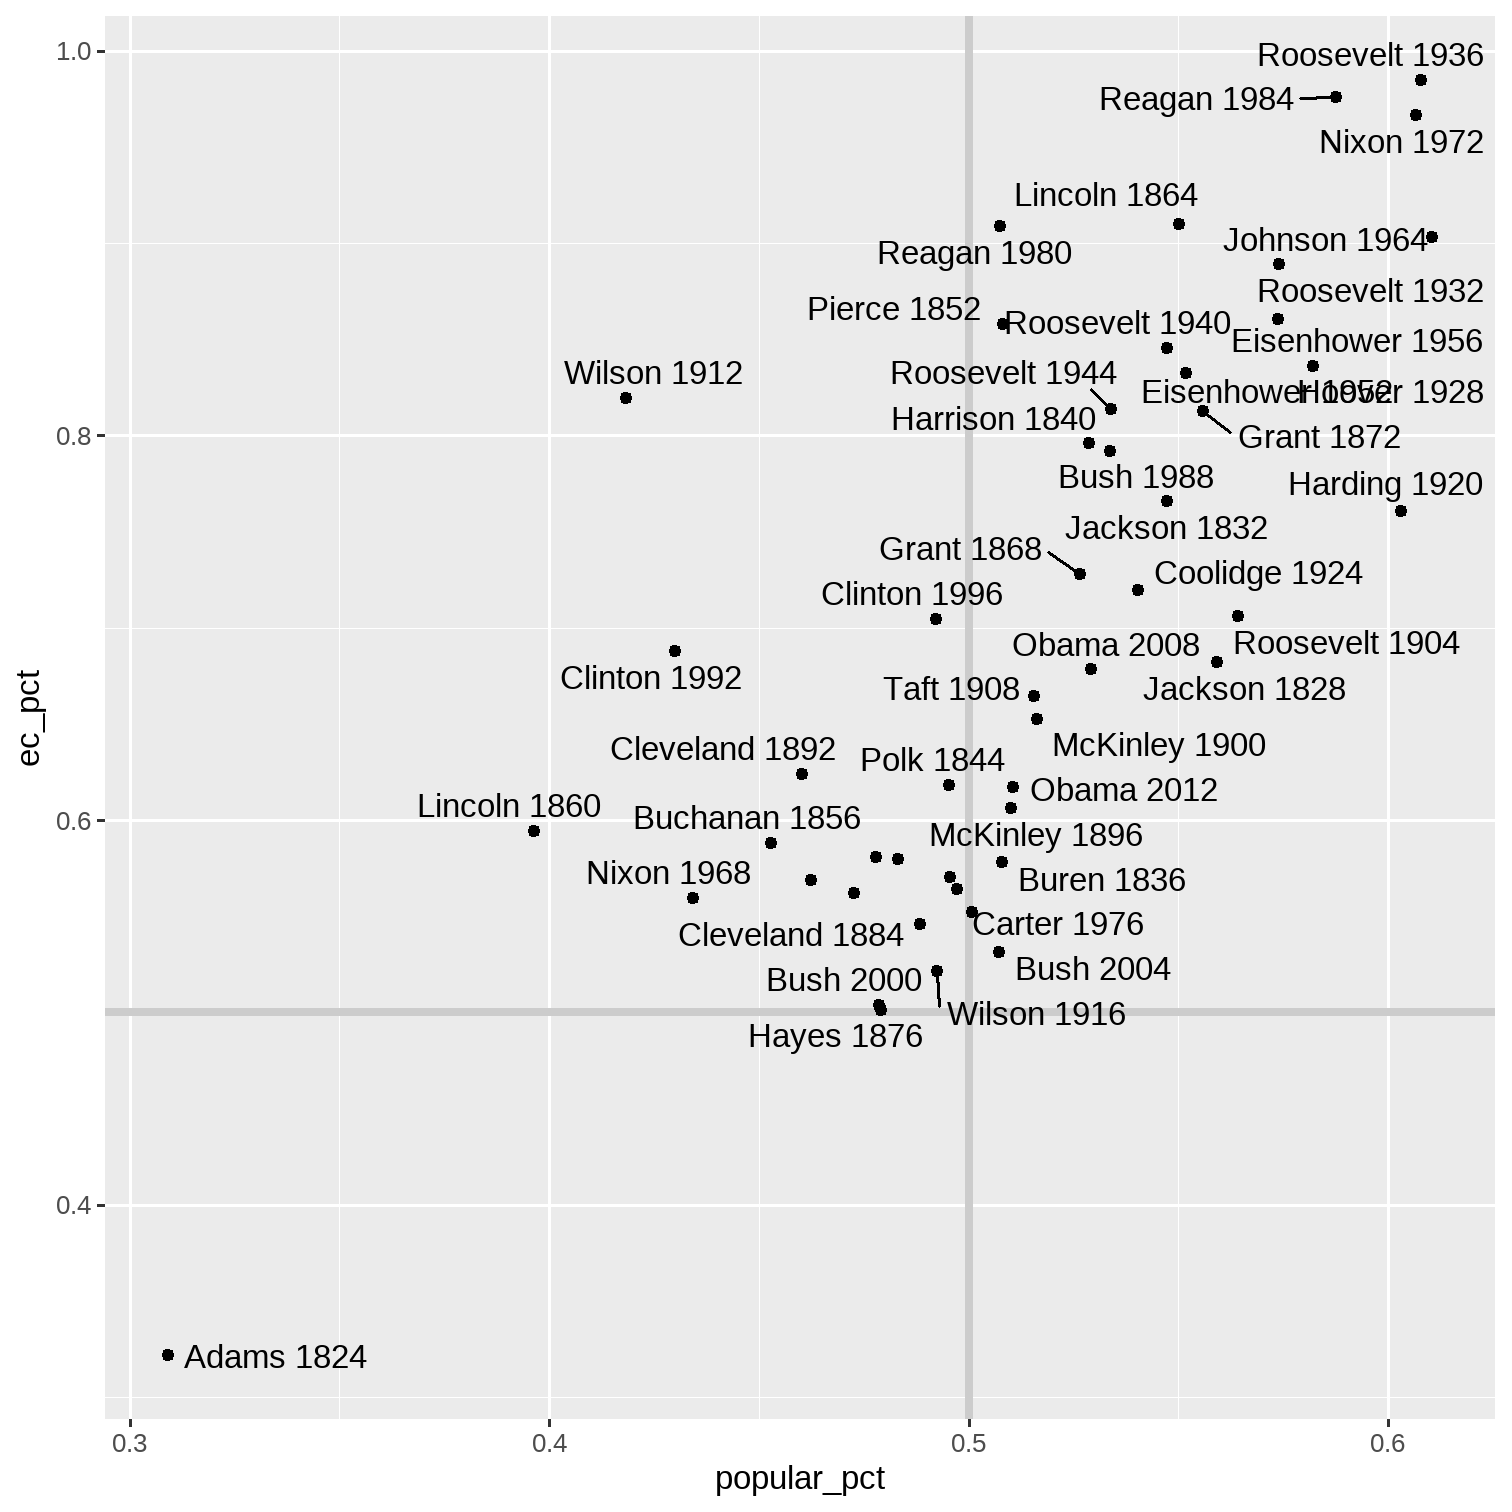 1.0
Roosevelt 1936
Reagan 1984
Nixon 1972
Lincoln 1864
Johnson 1964
Reagan 1980
Roosevelt 1932
Pierce 1852
Roosevelt 1940
Eisenhower 1956
Wilson 1912
Roosevelt 1944
Eisenhower 1952
Hoover 1928
Harrison 1840
0.8
Grant 1872
Bush 1988
Harding 1920
Jackson 1832
Grant 1868
Coolidge 1924
Clinton 1996
Obama 2008
Roosevelt 1904
Clinton 1992
Taft 1908
Jackson 1828
ec_pct
Cleveland 1892
McKinley 1900
Polk 1844
Obama 2012
Lincoln 1860
Buchanan 1856
0.6
McKinley 1896
Nixon 1968
Buren 1836
Cleveland 1884
Carter 1976
Bush 2000
Bush 2004
Wilson 1916
Hayes 1876
0.4
Adams 1824
0.3
0.4
0.5
0.6
popular_pct